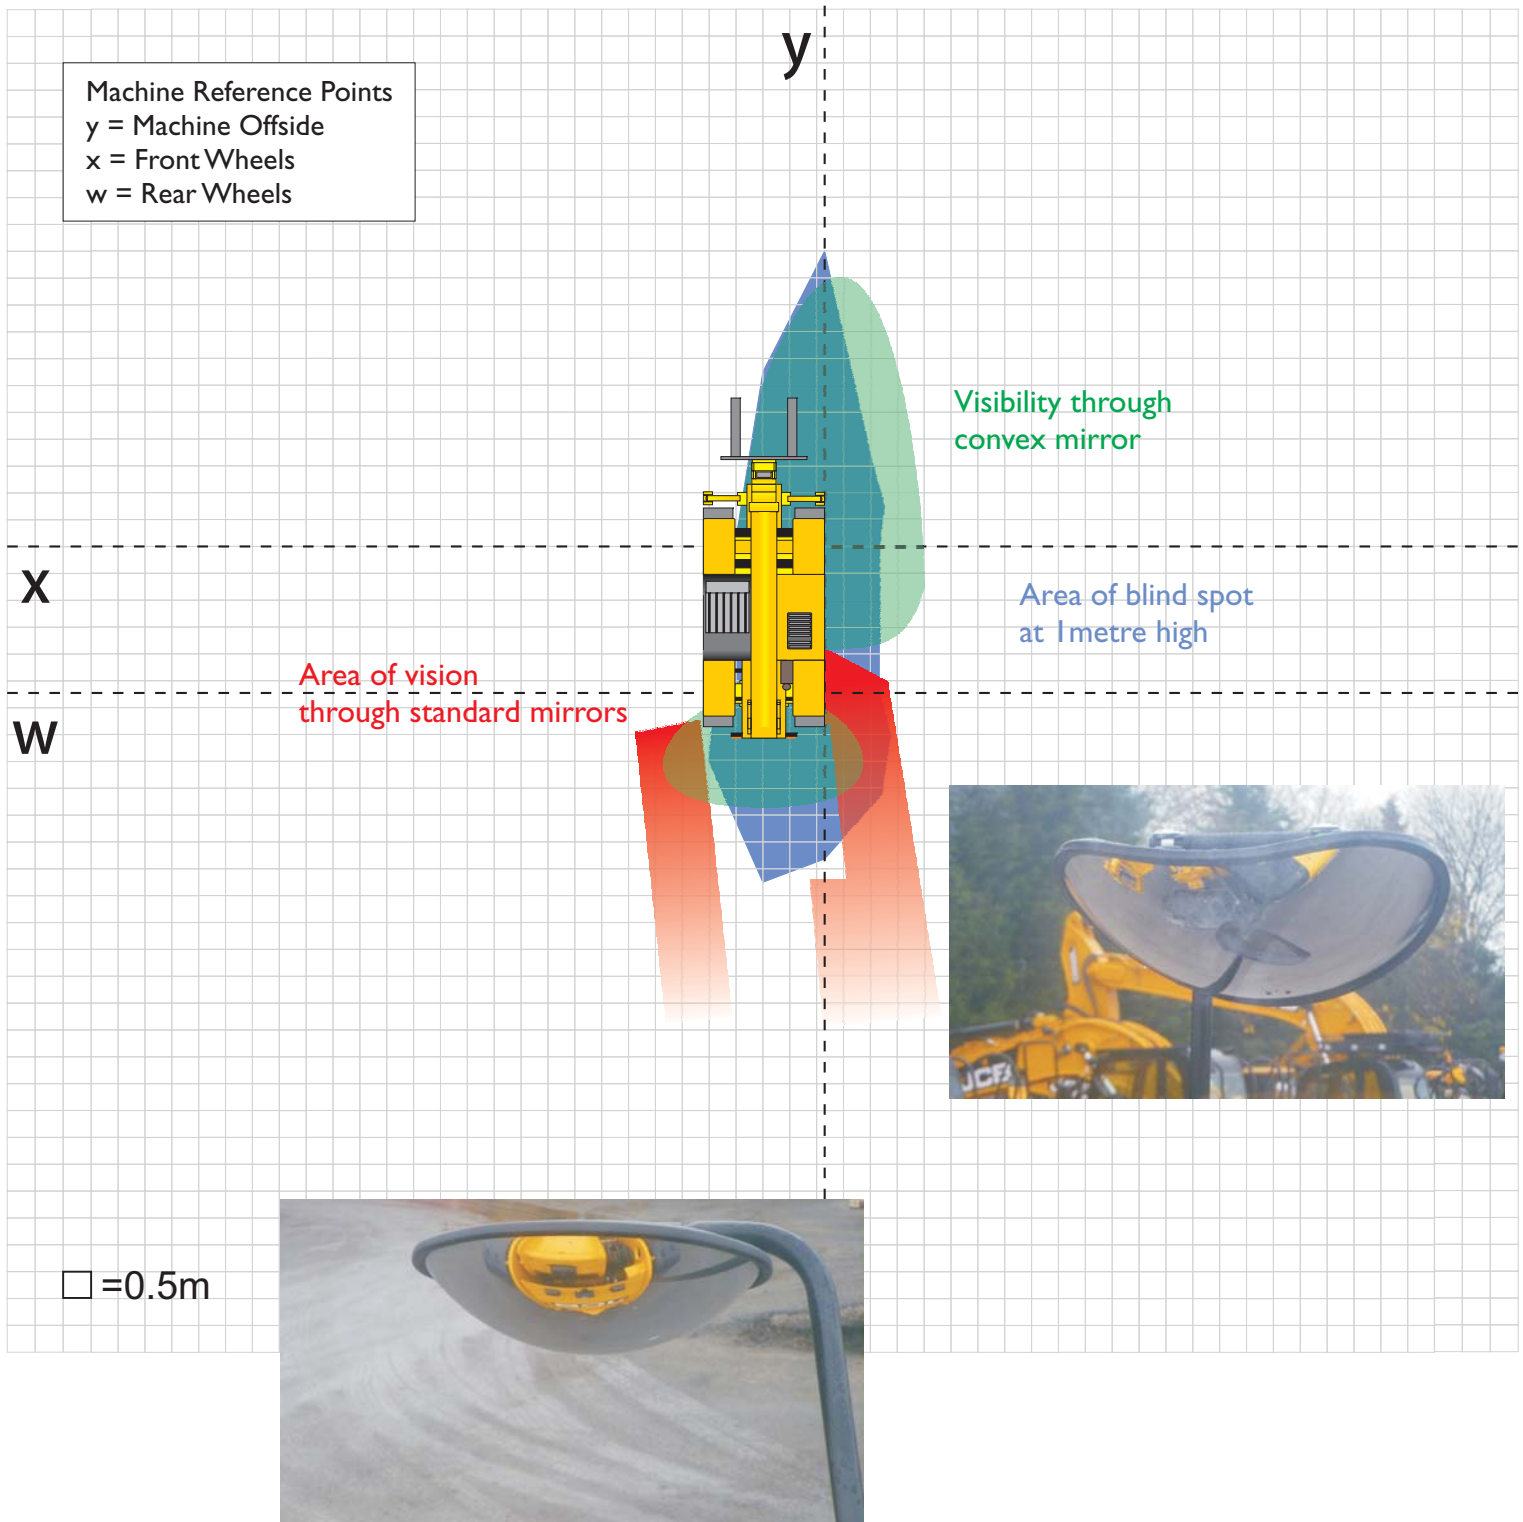 y
Machine Reference Points
y = Machine Offside
x = Front Wheels
w = Rear Wheels
Visibility through
convex mirror
x
Area of blind spot
at 1metre high
Area of vision
through standard mirrors
w
JCB
=0.5m